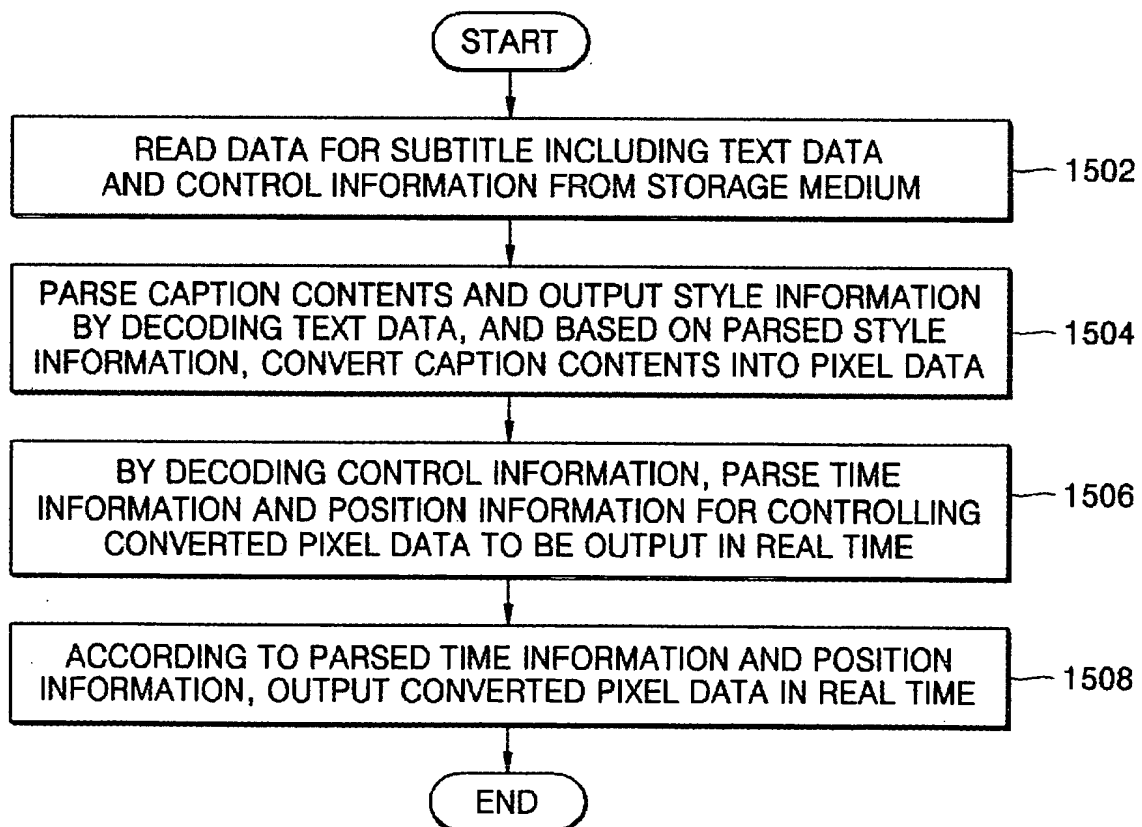 START
READ DATA FOR SUBTITLE INCLUDING TEXT DATA
AND CONTROL INFORMATION FROM STORAGE MEDIUM
1502
PARSE CAPTION CONTENTS AND OUTPUT STYLE INFORMATION
BY DECODING TEXT DATA, AND BASED ON PARSED STYLE
INFORMATION, CONVERT CAPTION CONTENTS INTO PIXEL DATA
1504
BY DECODING CONTROL INFORMATION, PARSE TIME
INFORMATION AND POSITION INFORMATION FOR CONTROLLING
CONVERTED PIXEL DATA TO BE OUTPUT IN REAL TIME
1506
ACCORDING TO PARSED TIME INFORMATION AND POSITION
INFORMATION, OUTPUT CONVERTED PIXEL DATA IN REAL TIME
1508
END